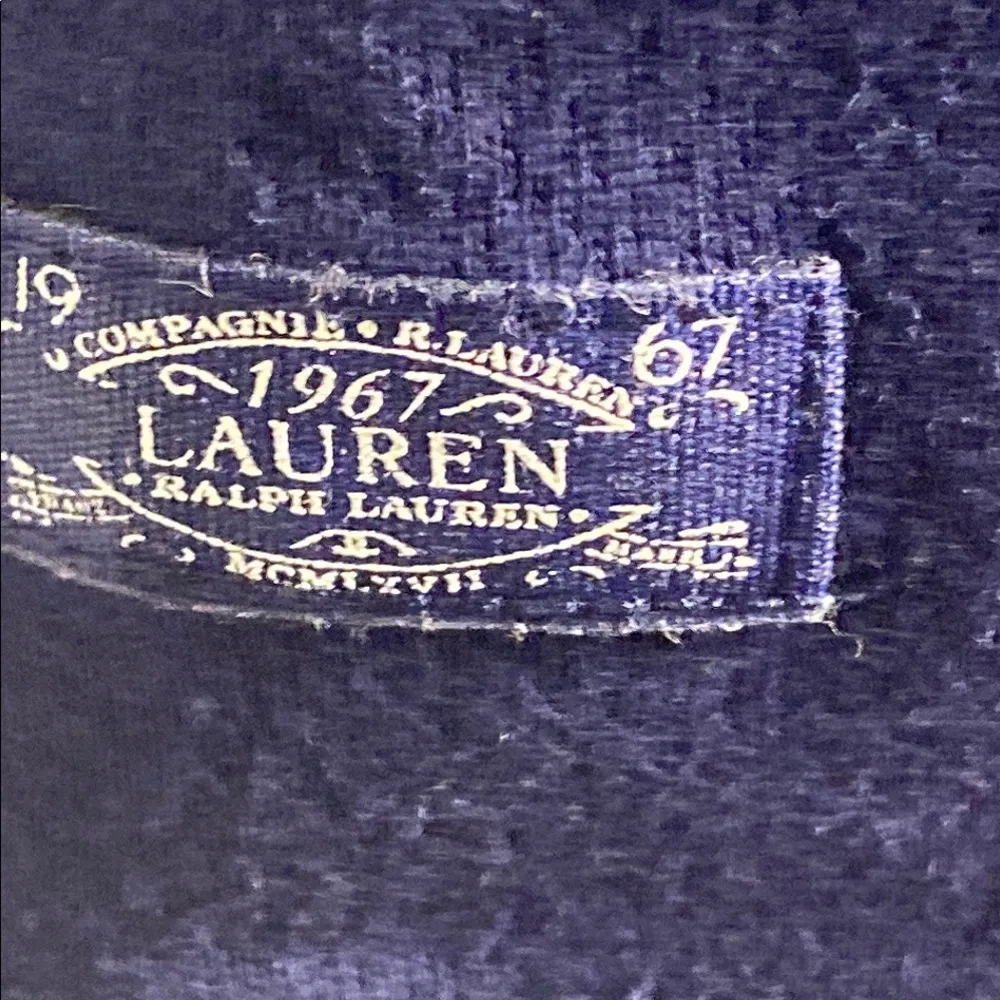 19 67
COMPAGNIE • R.LAUREN
1967
LAUREN
• RALPH LAUREN •
MCMLXVII